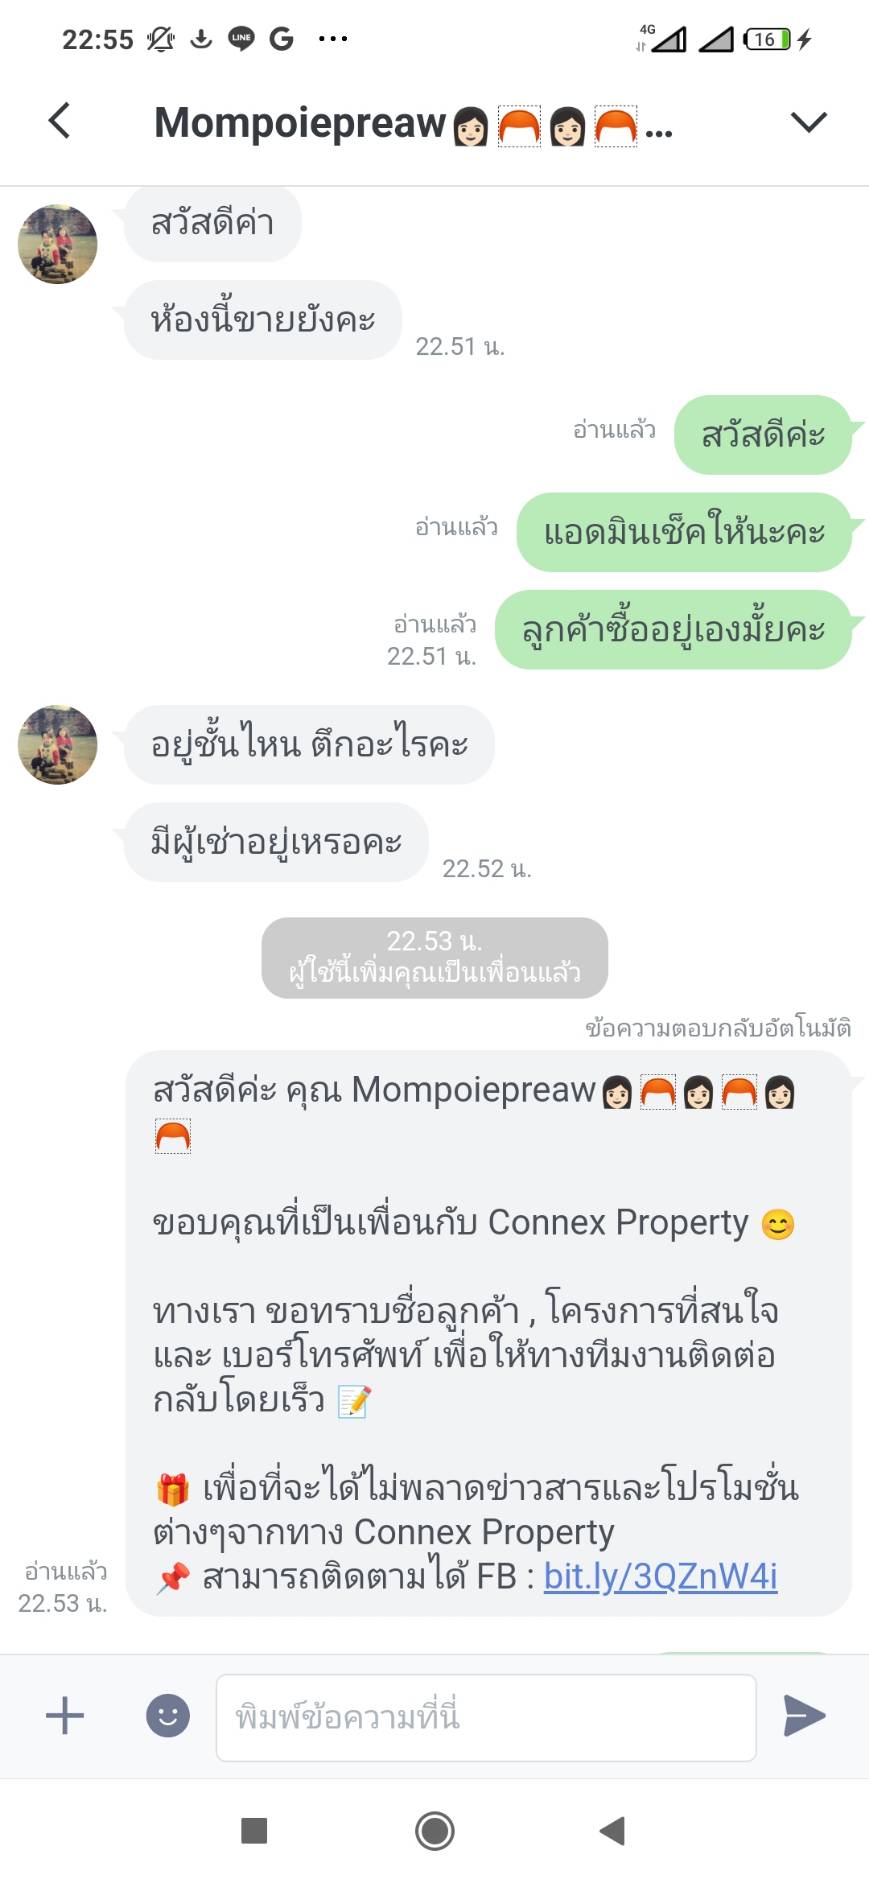 22:55
LINE
G
4G
16
Mompoiepreaw👩🏻‍🦰👩🏻‍🦰...
สวัสดีค่า
ห้องนี้ขายยังคะ
22.51 น.
อ่านแล้ว
สวัสดีค่ะ
อ่านแล้ว
แอดมินเช็คให้นะคะ
อ่านแล้ว
22.51 น.
ลูกค้าซื้ออยู่เองมั้ยคะ
อยู่ชั้นไหน ตึกอะไรคะ
มีผู้เช่าอยู่เหรอคะ
22.52 น.
22.53 น.
ผู้ใช้นี้เพิ่มคุณเป็นเพื่อนแล้ว
ข้อความตอบกลับอัตโนมัติ
สวัสดีค่ะ คุณ Mompoiepreaw👩🏻‍🦰👩🏻‍🦰👩🏻‍🦰
ขอบคุณที่เป็นเพื่อนกับ Connex Property 😊
ทางเรา ขอทราบชื่อลูกค้า , โครงการที่สนใจ
และ เบอร์โทรศัพท์ เพื่อให้ทางทีมงานติดต่อ
กลับโดยเร็ว 📝
🎁 เพื่อที่จะได้ไม่พลาดข่าวสารและโปรโมชั่น
ต่างๆจากทาง Connex Property
📌 สามารถติดตามได้ FB : bit.ly/3QZnW4i
อ่านแล้ว
22.53 น.
พิมพ์ข้อความที่นี่